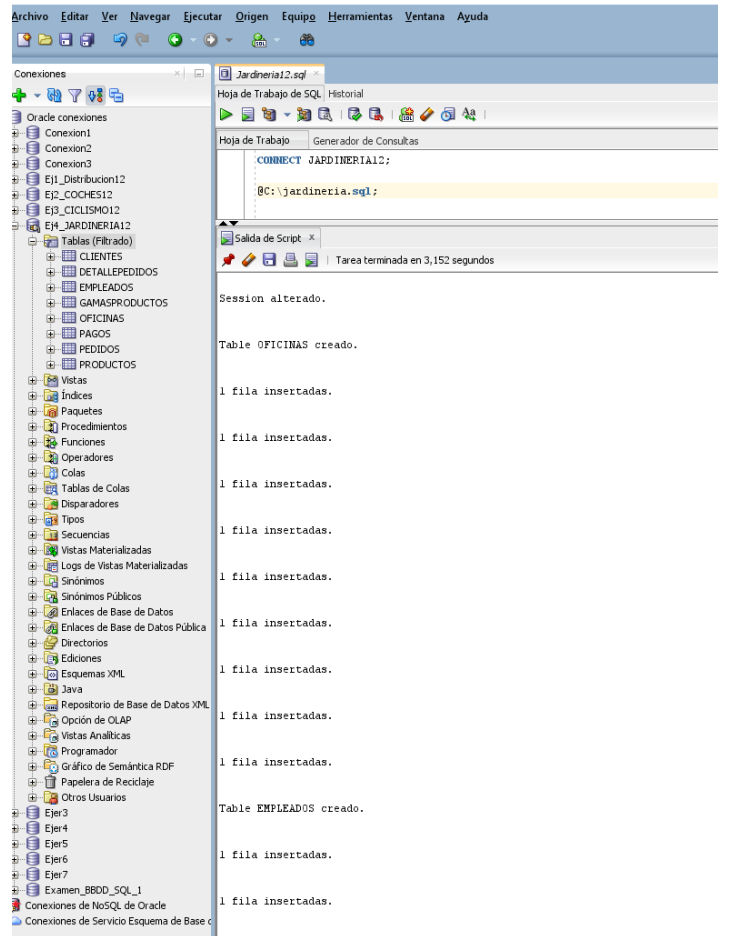 Archivo Editar Ver Navegar Ejecutar Origen Equipo Herramientas Ventana Ayuda
Conexiones
Oracle conexiones
Conexion1
Conexion2
Conexion3
Ej1_Distribucion12
Ej2_COCHES12
Ej3_CICLISMO12
Ej4_JARDINERIA12
Tablas (Filtrado)
CLIENTES
DETALLEPEDIDOS
EMPLEADOS
GAMASPRODUCTOS
OFICINAS
PAGOS
PEDIDOS
PRODUCTOS
Vistas
Índices
Paquetes
Procedimientos
Funciones
Operadores
Colas
Tablas de Colas
Disparadores
Tipos
Secuencias
Vistas Materializadas
Logs de Vistas Materializadas
Sinónimos
Sinónimos Públicos
Enlaces de Base de Datos
Enlaces de Base de Datos Pública
Directorios
Ediciones
Esquemas XML
Java
Repositorio de Base de Datos XML
Opción de OLAP
Vistas Analíticas
Programador
Gráfico de Semántica RDF
Papelera de Reciclaje
Otros Usuarios
Ejer3
Ejer4
Ejer5
Ejer6
Ejer7
Examen_BBDD_SQL_1
Conexiones de NoSQL de Oracle
Conexiones de Servicio Esquema de Base
Jardineria12.sql
Hoja de Trabajo de SQL Historial
Aa
Hoja de Trabajo Generador de Consultas
CONNECT JARDINERIA12;
@C:\jardineria.sql;
Salida de Script x
Tarea terminada en 3,152 segundos
Session alterado.
Table OFICINAS creado.
1 fila insertadas.
1 fila insertadas.
1 fila insertadas.
1 fila insertadas.
1 fila insertadas.
1 fila insertadas.
1 fila insertadas.
1 fila insertadas.
1 fila insertadas.
Table EMPLEADOS creado.
1 fila insertadas.
1 fila insertadas.